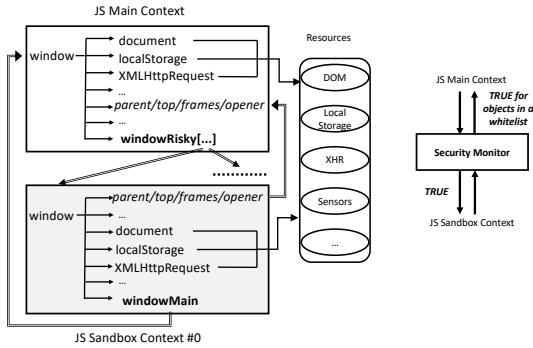 JS Main Context
window
document
localStorage
XMLHttpRequest
...
parent/top/frames/opener
...
windowRisky[...]
parent/top/frames/opener
window
...
document
localStorage
XMLHttpRequest
...
windowMain
JS Sandbox Context #0
Resources
DOM
Local
Storage
XHR
Sensors
...
JS Main Context
TRUE for
objects in a
whitelist
Security Monitor
TRUE
JS Sandbox Context